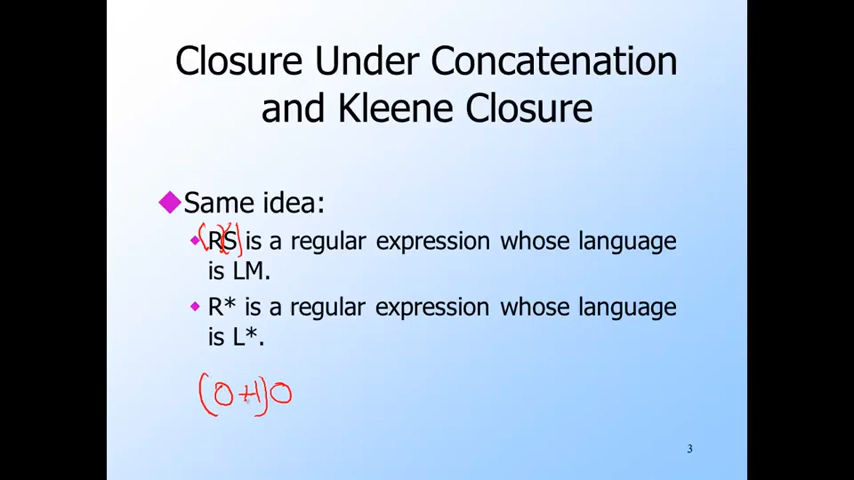 Closure Under Concatenation
and Kleene Closure
Same idea:
(R)(S) is a regular expression whose language
is LM.
R* is a regular expression whose language
is L*.
(0+1)0
3